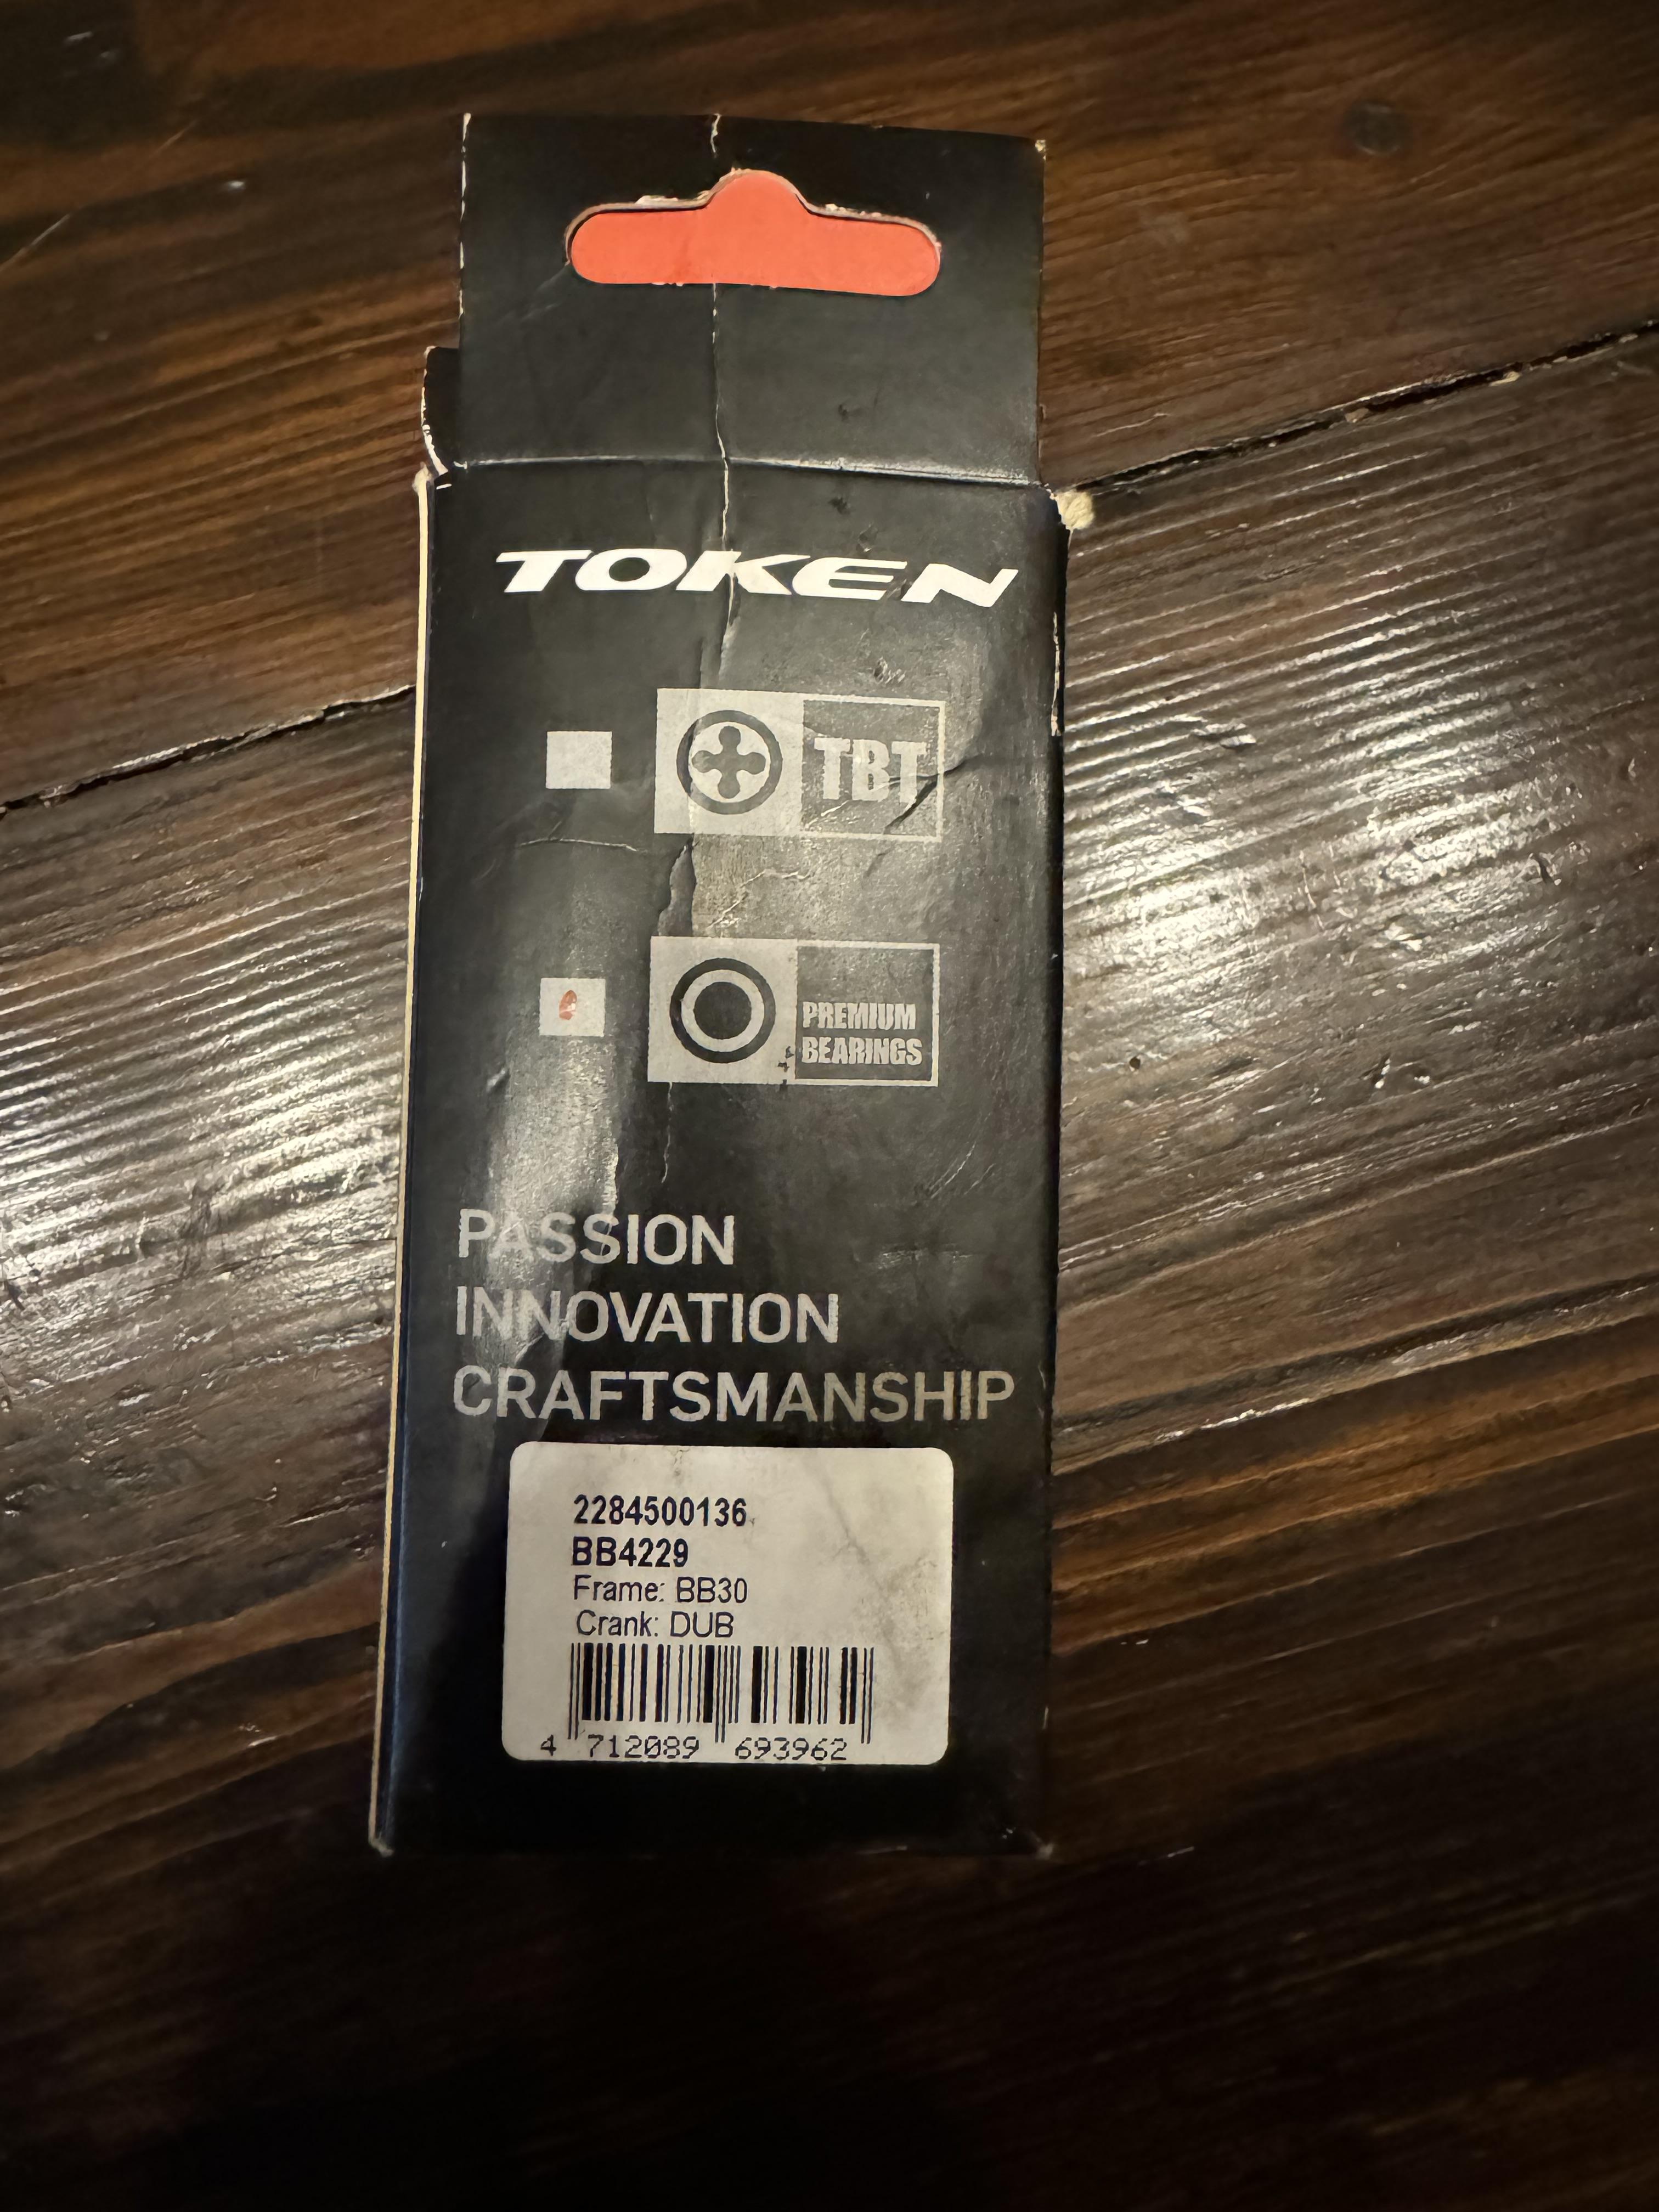 TOKEN
TBT
PREMIUM
BEARINGS
PASSION
INNOVATION
CRAFTSMANSHIP
2284500136
BB4229
Frame: BB30
Crank: DUB
4 712089 693962